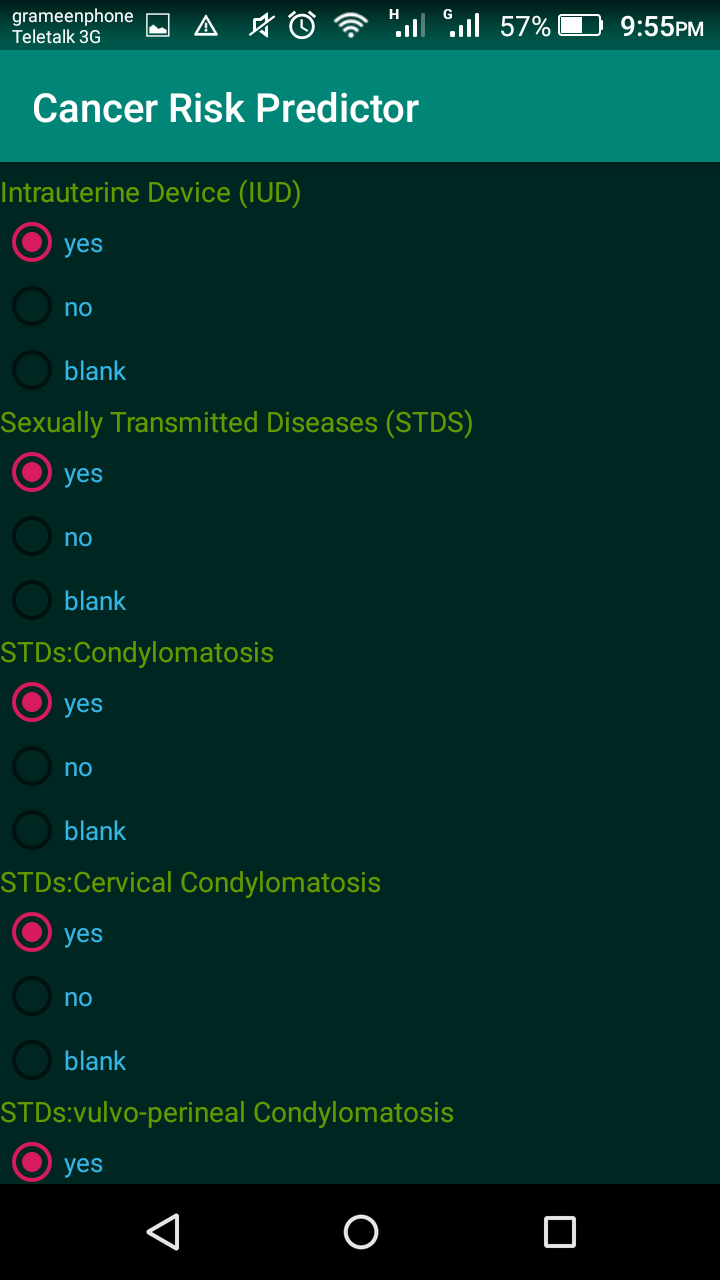 grameenphone
Teletalk 3G
H G 57% 9:55PM
Cancer Risk Predictor
Intrauterine Device (IUD)
yes
no
blank
Sexually Transmitted Diseases (STDS)
yes
no
blank
STDs:Condylomatosis
yes
no
blank
STDs:Cervical Condylomatosis
yes
no
blank
STDs:vulvo-perineal Condylomatosis
yes